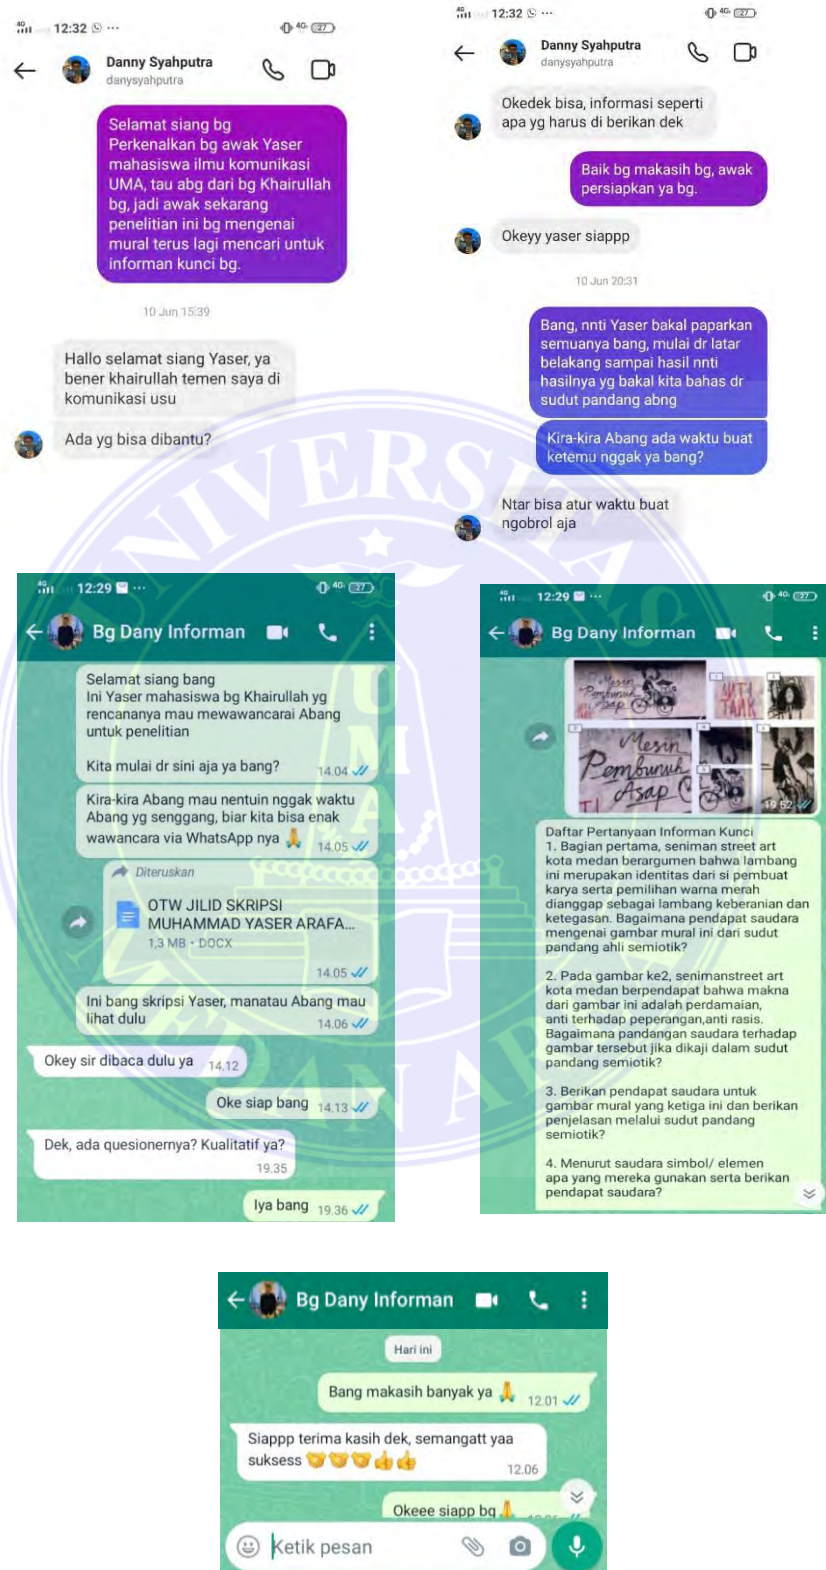 12:32
Danny Syahputra
danysyahputra
Selamat siang bg
Perkenalkan bg awak Yaser
mahasiswa ilmu komunikasi
UMA, tau abg dari bg Khairullah
bg, jadi awak sekarang
penelitian ini bg mengenai
mural terus lagi mencari untuk
informan kunci bg.
10 Jun 15:39
Hallo selamat siang Yaser, ya
bener khairullah temen saya di
komunikasi usu
Ada yg bisa dibantu?
12:32
Danny Syahputra
danysyahputra
Okedek bisa, informasi seperti
apa yg harus di berikan dek
Baik bg makasih bg, awak
persiapkan ya bg.
Okeyy yaser siappp
10 Jun 20:31
Bang, nnti Yaser bakal paparkan
semuanya bang, mulai dr latar
belakang sampai hasil nnti
hasilnya yg bakal kita bahas dr
sudut pandang abng
Kira-kira Abang ada waktu buat
ketemu nggak ya bang?
Ntar bisa atur waktu buat
ngobrol aja
12:29
Bg Dany Informan
Selamat siang bang
Ini Yaser mahasiswa bg Khairullah yg
rencananya mau mewawancarai Abang
untuk penelitian
Kita mulai dr sini aja ya bang?
14.04
Kira-kira Abang mau nentuin nggak waktu
Abang yg senggang, biar kita bisa enak
wawancara via WhatsApp nya 🙏
14.05
Diteruskan
OTW JILID SKRIPSI
MUHAMMAD YASER ARAFA...
1,3 MB • DOCX
14.05
Ini bang skripsi Yaser, manatau Abang mau
lihat dulu
14.06
Okey sir dibaca dulu ya 14.12
Oke siap bang 14.13
Dek, ada quesionernya? Kualitatif ya?
19.35
Iya bang 19.36
12:29
Bg Dany Informan
Mesin
Pembunuh
Asap
ANTI
TANK
Mesin
Pembunuh
Asap
19.52
Daftar Pertanyaan Informan Kunci
1. Bagian pertama, seniman street art
kota medan berargumen bahwa lambang
ini merupakan identitas dari si pembuat
karya serta pemilihan warna merah
dianggap sebagai lambang keberanian dan
ketegasan. Bagaimana pendapat saudara
mengenai gambar mural ini dari sudut
pandang ahli semiotik?
2. Pada gambar ke2, senimanstreet art
kota medan berpendapat bahwa makna
dari gambar ini adalah perdamaian,
anti terhadap peperangan,anti rasis.
Bagaimana pandangan saudara terhadap
gambar tersebut jika dikaji dalam sudut
pandang semiotik?
3. Berikan pendapat saudara untuk
gambar mural yang ketiga ini dan berikan
penjelasan melalui sudut pandang
semiotik?
4. Menurut saudara simbol/ elemen
apa yang mereka gunakan serta berikan
pendapat saudara?
Bg Dany Informan
Hari ini
Bang makasih banyak ya 🙏 12.01
Siappp terima kasih dek, semangatt yaa
suksess 🤝🤝🤝👍👍
12.06
Okeee siapp bg 🙏
Ketik pesan
UNIVERSITAS
MEDAN AREA
UMA